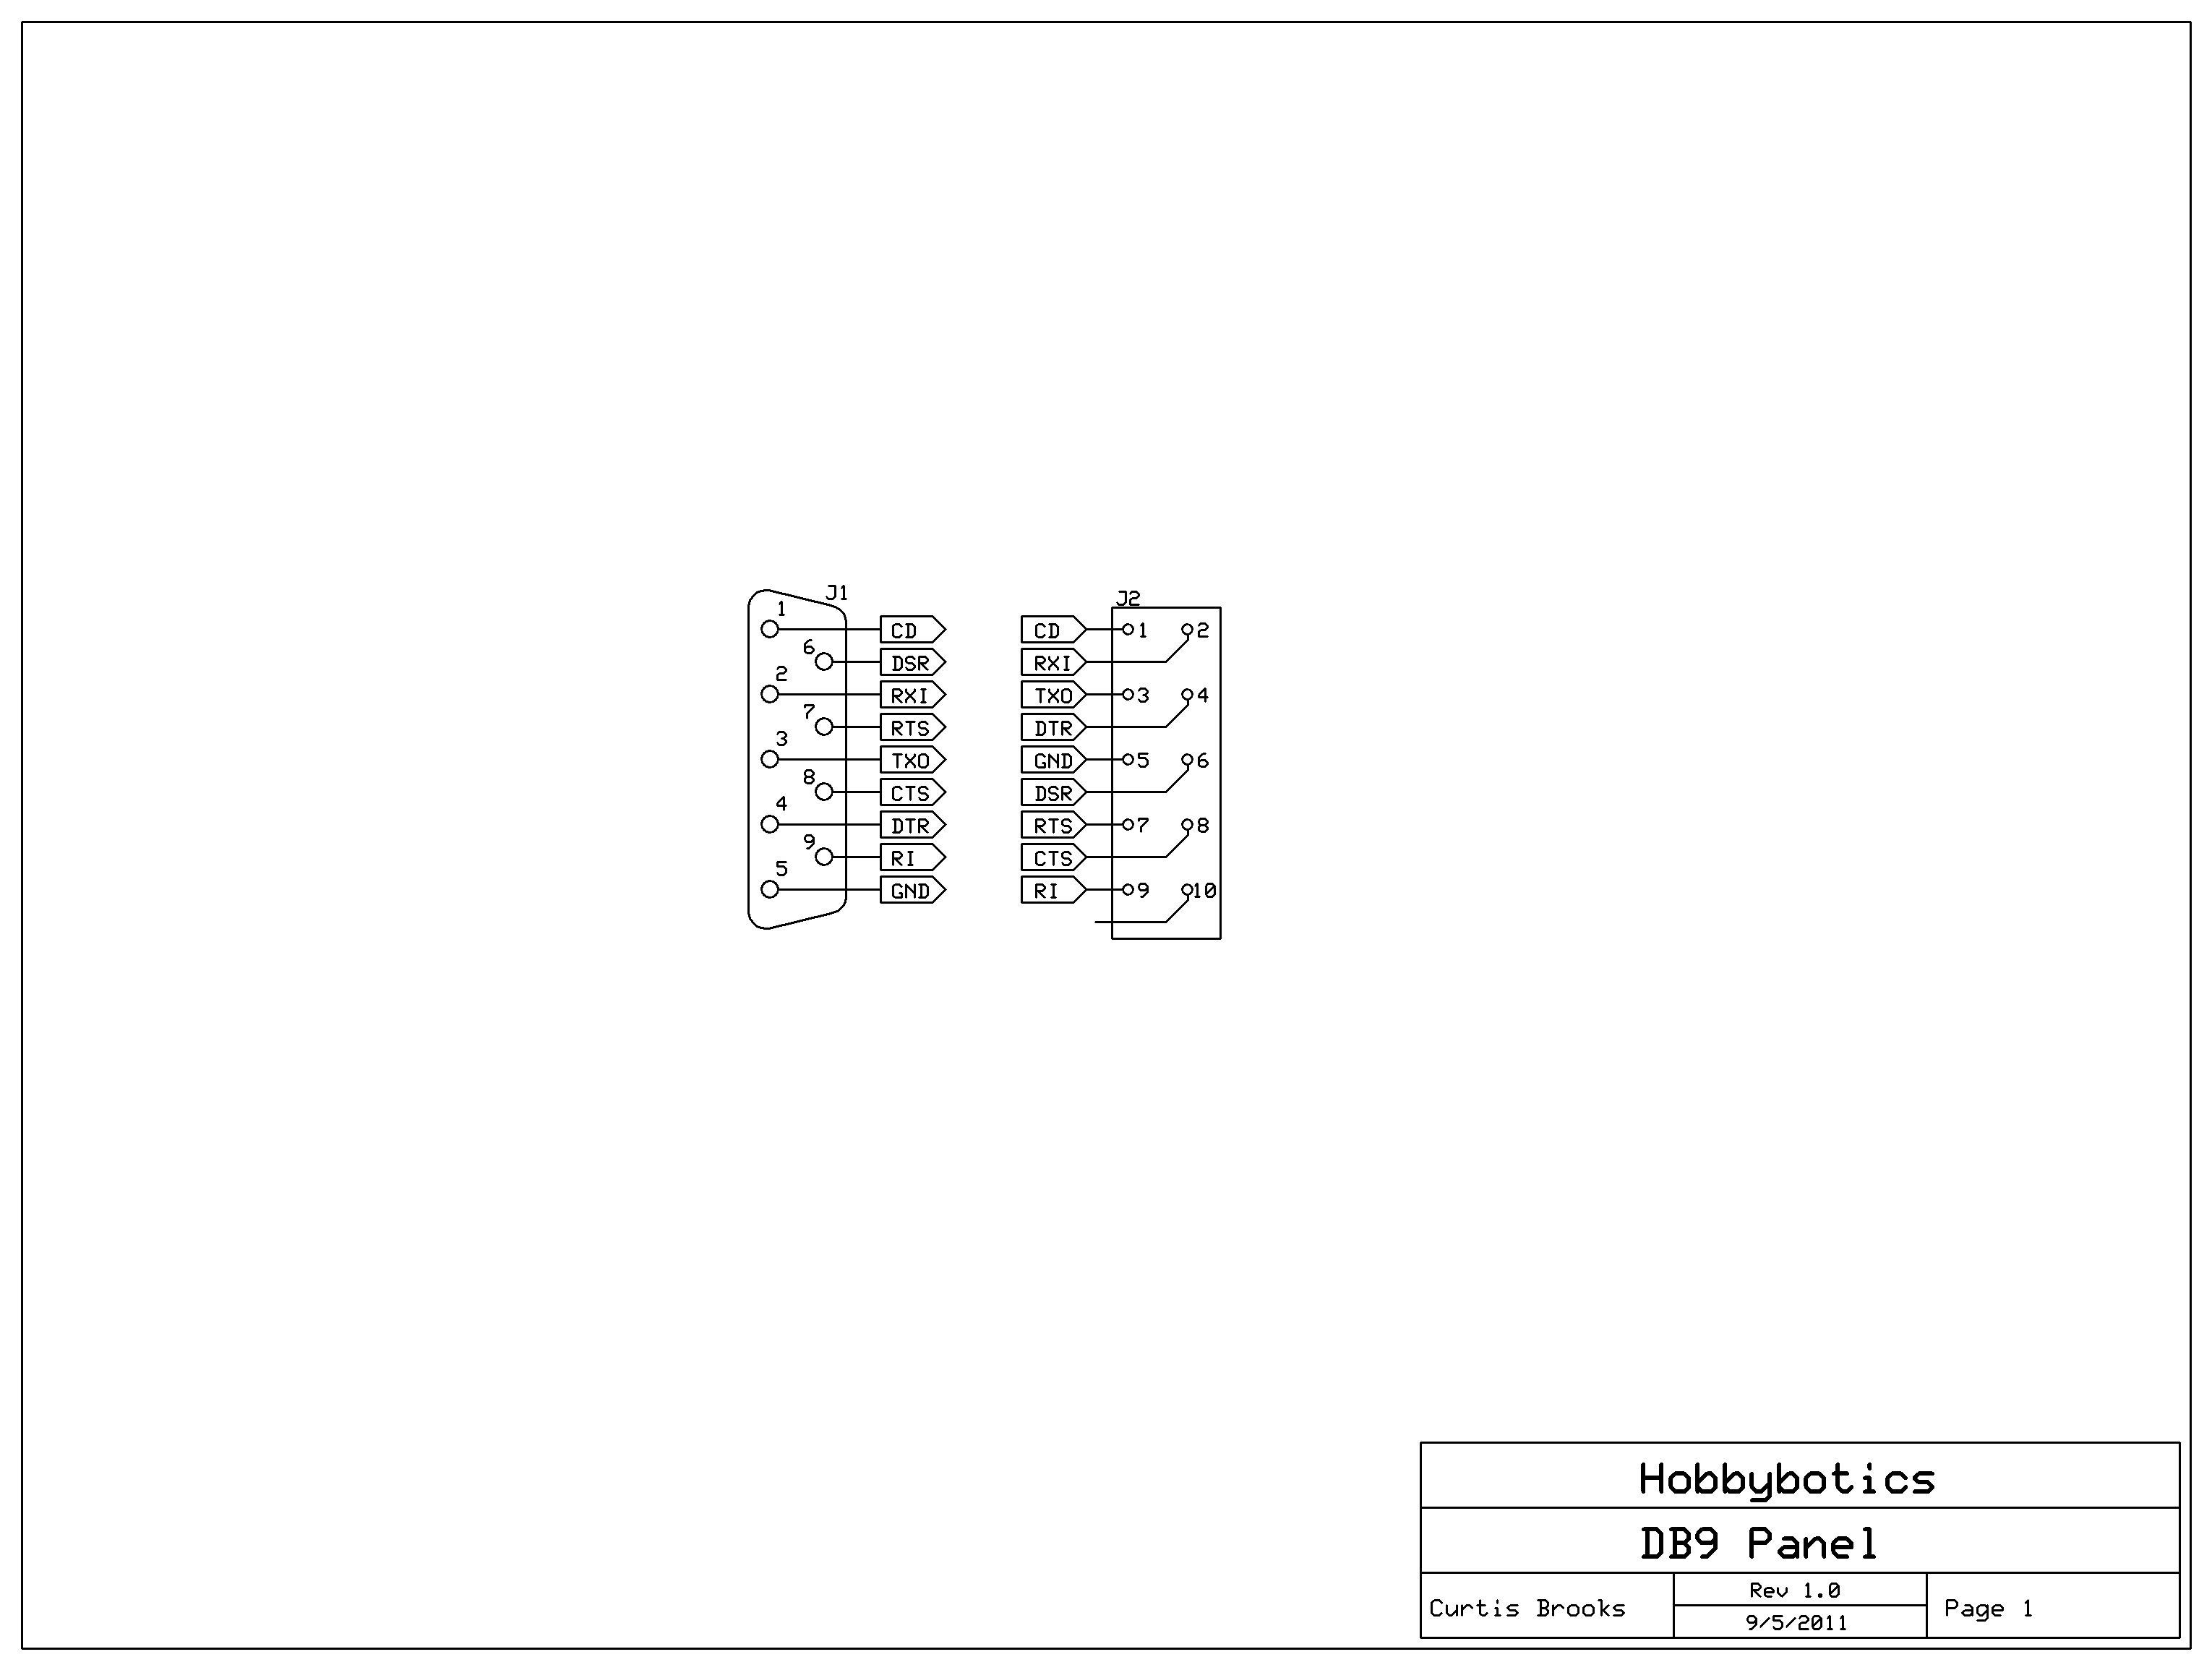 J1
1
CD
6
DSR
2
RXI
7
RTS
3
TXO
8
CTS
4
DTR
9
RI
5
GND
J2
CD 1 2
RXI
TXO 3 4
DTR
GND 5 6
DSR
RTS 7 8
CTS
RI 9 10
Hobbybotics
DB9 Panel
Curtis Brooks
Rev 1.0
9/5/2011
Page 1